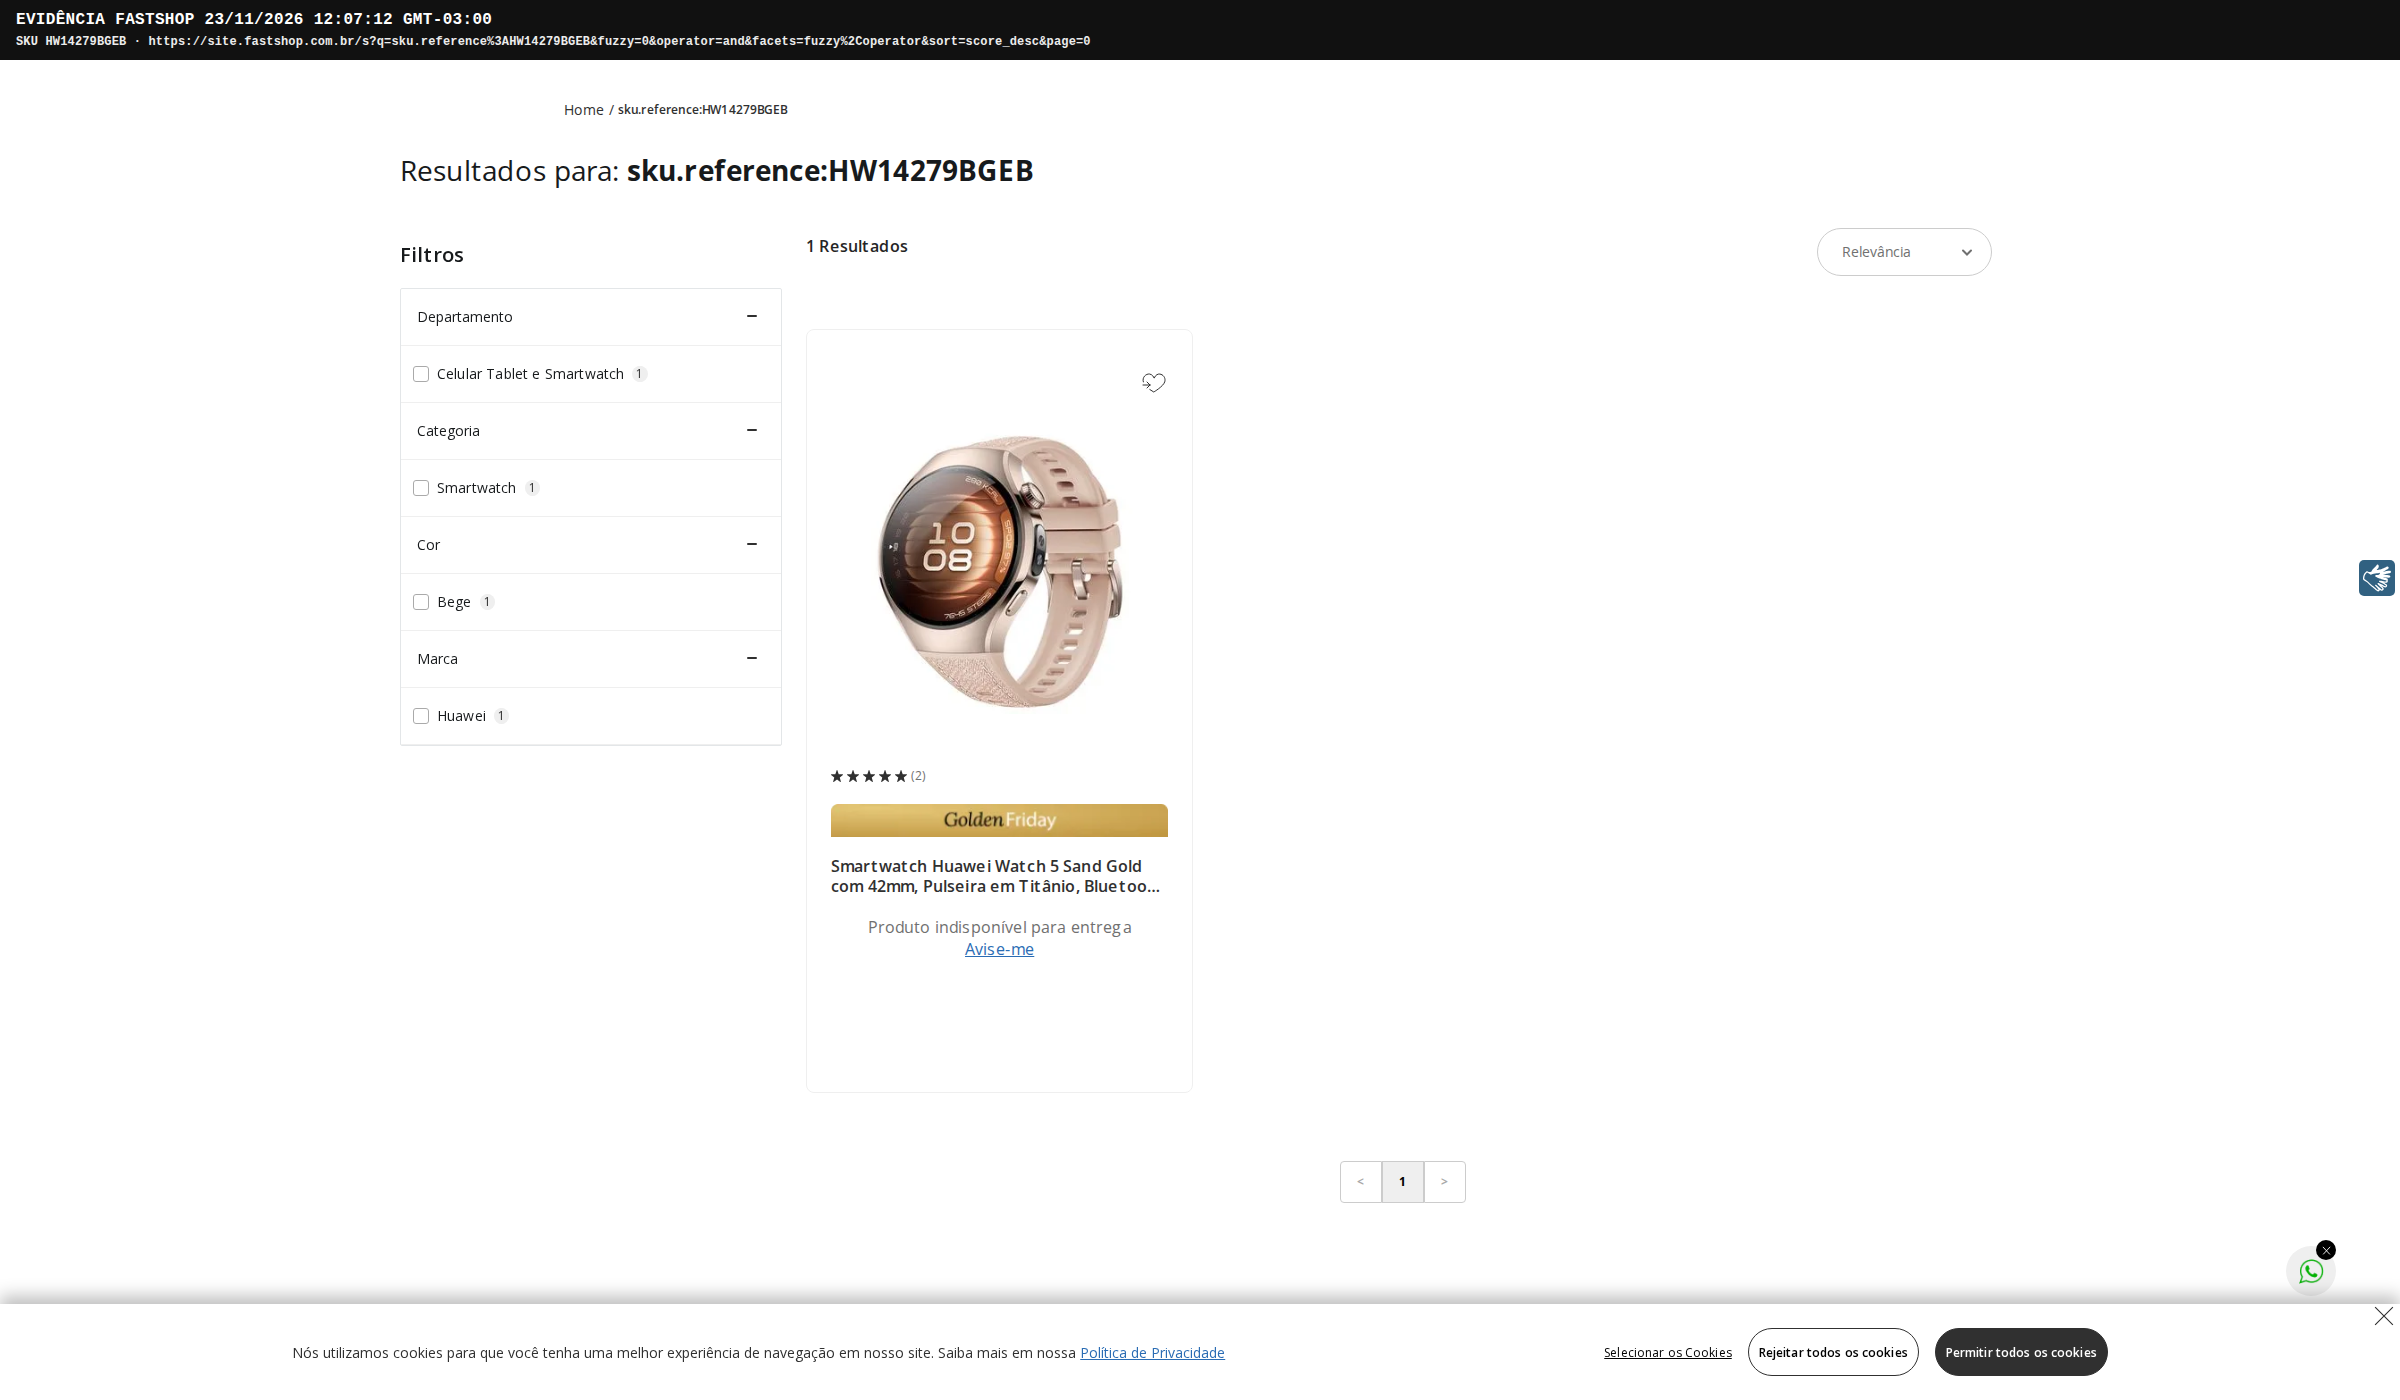 EVIDÊNCIA FASTSHOP 23/11/2026 12:07:12 GMT-03:00
SKU HW14279BGEB · https://site.fastshop.com.br/s?q=sku.reference%3AHW14279BGEB&fuzzy=0&operator=and&facets=fuzzy%2Coperator&sort=score_desc&page=0
Home / sku.reference:HW14279BGEB
Resultados para: sku.reference:HW14279BGEB
Filtros
1 Resultados
Relevância
Departamento
Celular Tablet e Smartwatch 1
Categoria
Smartwatch 1
Cor
Bege 1
Marca
Huawei 1
290 KCAL
10
08
7646 STEPS
(2)
Golden Friday
Smartwatch Huawei Watch 5 Sand Gold
com 42mm, Pulseira em Titânio, Bluetoo...
Produto indisponível para entrega
Avise-me
< 1 >
Nós utilizamos cookies para que você tenha uma melhor experiência de navegação em nosso site. Saiba mais em nossa Política de Privacidade
Selecionar os Cookies
Rejeitar todos os cookies
Permitir todos os cookies